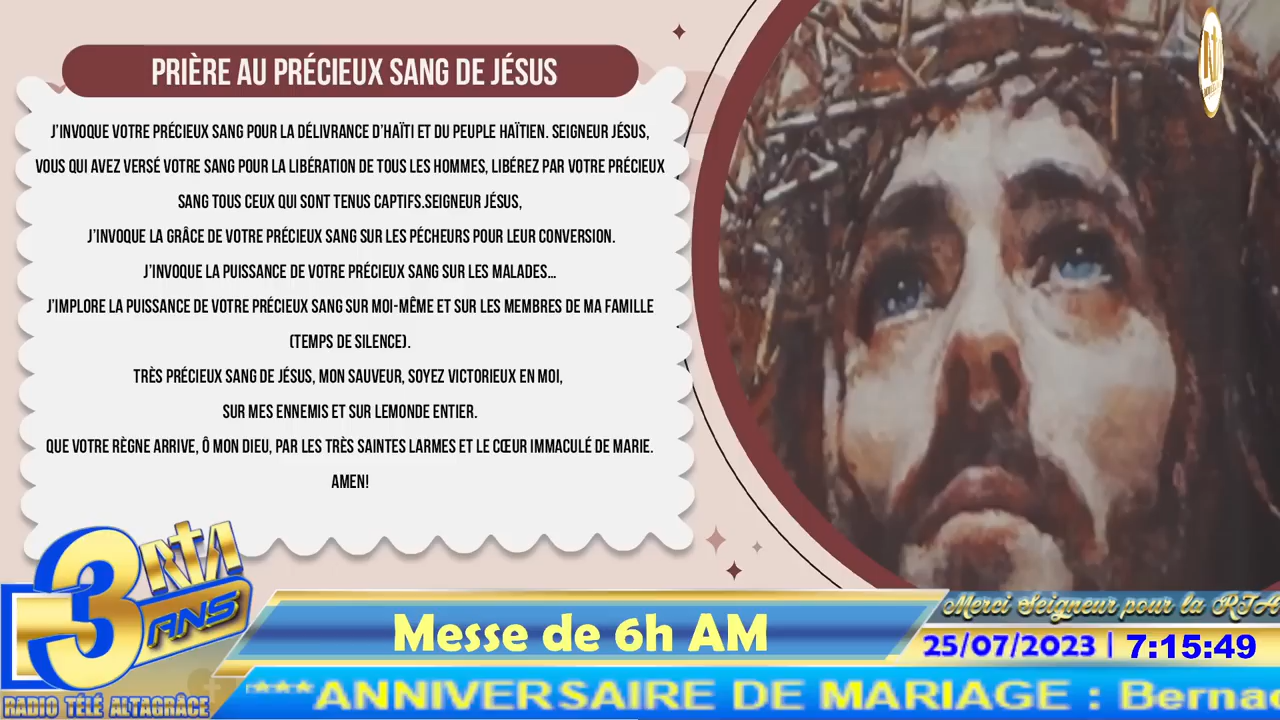 PRIÈRE AU PRÉCIEUX SANG DE JÉSUS
J'INVOQUE VOTRE PRÉCIEUX SANG POUR LA DÉLIVRANCE D'HAÏTI ET DU PEUPLE HAÏTIEN. SEIGNEUR JÉSUS,
VOUS QUI AVEZ VERSÉ VOTRE SANG POUR LA LIBÉRATION DE TOUS LES HOMMES, LIBÉREZ PAR VOTRE PRÉCIEUX
SANG TOUS CEUX QUI SONT TENUS CAPTIFS.SEIGNEUR JÉSUS,
J'INVOQUE LA GRÂCE DE VOTRE PRÉCIEUX SANG SUR LES PÉCHEURS POUR LEUR CONVERSION.
J'INVOQUE LA PUISSANCE DE VOTRE PRÉCIEUX SANG SUR LES MALADES...
J'IMPLORE LA PUISSANCE DE VOTRE PRÉCIEUX SANG SUR MOI-MÊME ET SUR LES MEMBRES DE MA FAMILLE
(TEMPS DE SILENCE).
TRÈS PRÉCIEUX SANG DE JÉSUS, MON SAUVEUR, SOYEZ VICTORIEUX EN MOI,
SUR MES ENNEMIS ET SUR LEMONDE ENTIER.
QUE VOTRE RÈGNE ARRIVE, Ô MON DIEU, PAR LES TRÈS SAINTES LARMES ET LE CŒUR IMMACULÉ DE MARIE.
AMEN!
3 ANS RTA
RADIO TÉLÉ ALTAGRÂCE
Messe de 6h AM
Merci Seigneur pour la RTA
25/07/2023 | 7:15:49
***ANNIVERSAIRE DE MARIAGE : Bernac